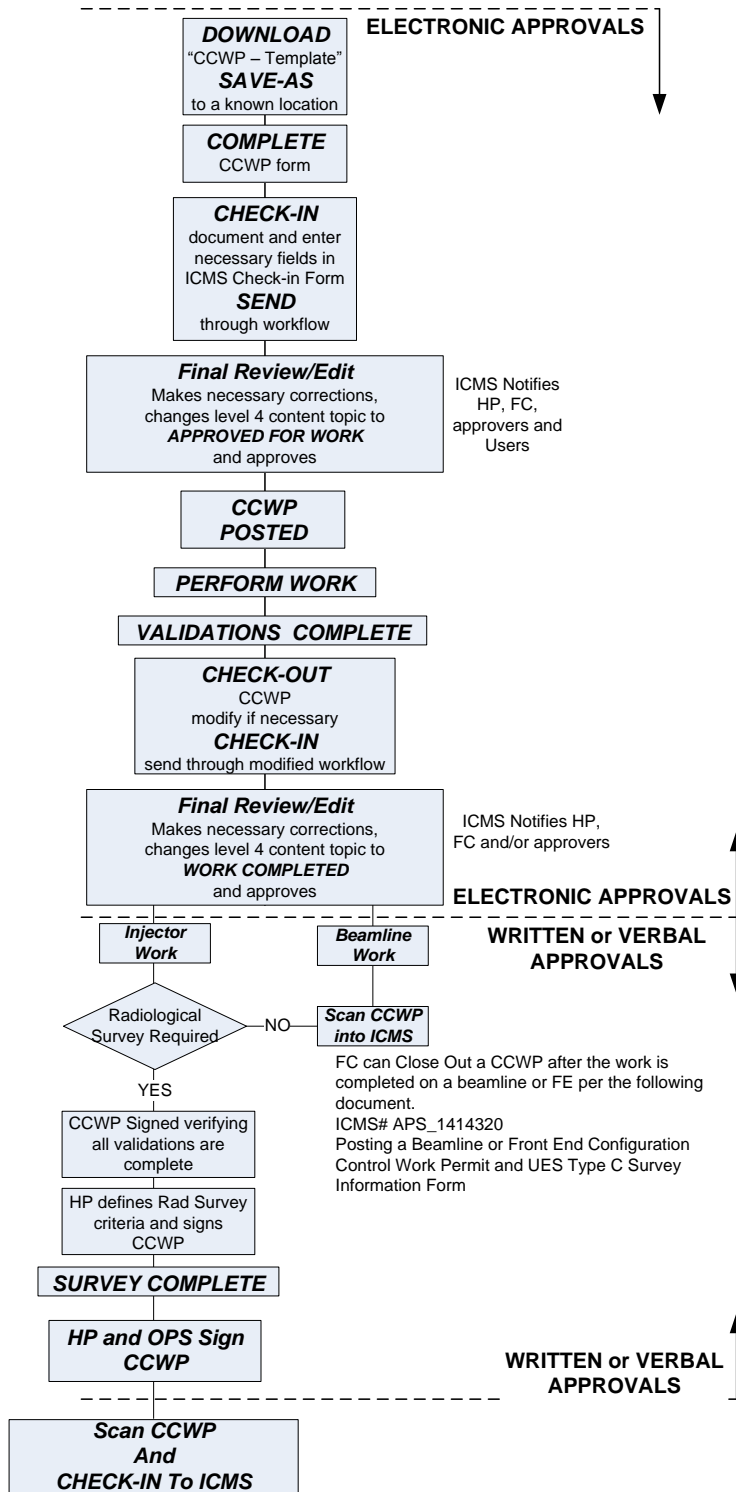 ELECTRONIC APPROVALS
DOWNLOAD
“CCWP – Template”
SAVE-AS
to a known location
COMPLETE
CCWP form
CHECK-IN
document and enter
necessary fields in
ICMS Check-in Form
SEND
through workflow
Final Review/Edit
Makes necessary corrections,
changes level 4 content topic to
APPROVED FOR WORK
and approves
ICMS Notifies
HP, FC,
approvers and
Users
CCWP
POSTED
PERFORM WORK
VALIDATIONS COMPLETE
CHECK-OUT
CCWP
modify if necessary
CHECK-IN
send through modified workflow
Final Review/Edit
Makes necessary corrections,
changes level 4 content topic to
WORK COMPLETED
and approves
ICMS Notifies HP,
FC and/or approvers
ELECTRONIC APPROVALS
WRITTEN or VERBAL
APPROVALS
Injector
Work
Beamline
Work
Radiological
Survey Required
NO
Scan CCWP
into ICMS
YES
FC can Close Out a CCWP after the work is
completed on a beamline or FE per the following
document.
ICMS# APS_1414320
Posting a Beamline or Front End Configuration
Control Work Permit and UES Type C Survey
Information Form
CCWP Signed verifying
all validations are
complete
HP defines Rad Survey
criteria and signs
CCWP
SURVEY COMPLETE
HP and OPS Sign
CCWP
WRITTEN or VERBAL
APPROVALS
Scan CCWP
And
CHECK-IN To ICMS